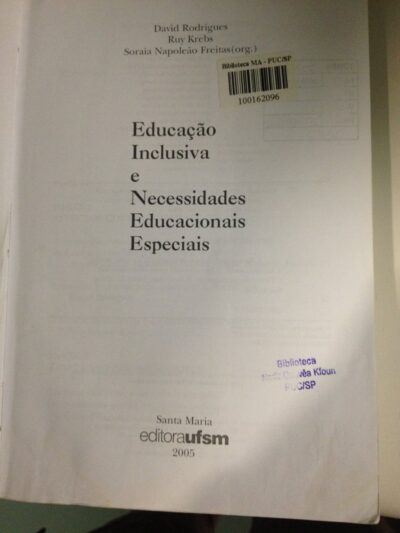 David Rodrigues
Ruy Krebs
Soraia Napoleão Freitas(org.)
Biblioteca MA - PUC/SP
100162096
Educação
Inclusiva
e
Necessidades
Educacionais
Especiais
Biblioteca
Kfouri
PUC/SP
Santa Maria
editoraufsm
2005